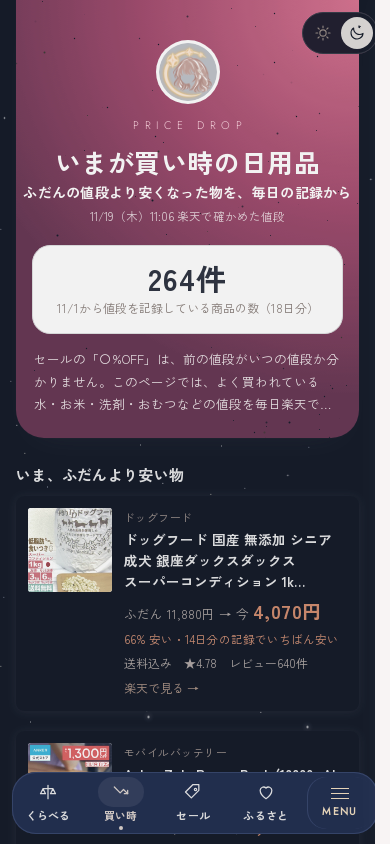 PRICE DROP
いまが買い時の日用品
ふだんの値段より安くなった物を、毎日の記録から
11/19（木）11:06 楽天で確かめた値段
264件
11/1から値段を記録している商品の数（18日分）
セールの「〇%OFF」は、前の値段がいつの値段か分
かりません。このページでは、よく買われている
水・お米・洗剤・おむつなどの値段を毎日楽天で…
いま、ふだんより安い物
ドッグフード
ドッグフード 国産 無添加 シニア
成犬 銀座ダックスダックス
スーパーコンディション 1k…
ふだん 11,880円 → 今 4,070円
66% 安い・14日分の記録でいちばん安い
送料込み ★4.78 レビュー640件
楽天で見る →
モバイルバッテリー
1,300円
くらべる
買い時
セール
ふるさと
MENU